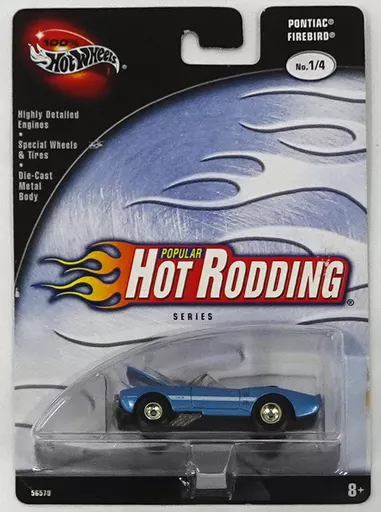 100%
Hot Wheels
PONTIAC®
FIREBIRD®
No.1/4
Highly Detailed
Engines
•
Special Wheels
& Tires
•
Die-Cast
Metal
Body
POPULAR
HOT RODDING®
SERIES
56570
8+